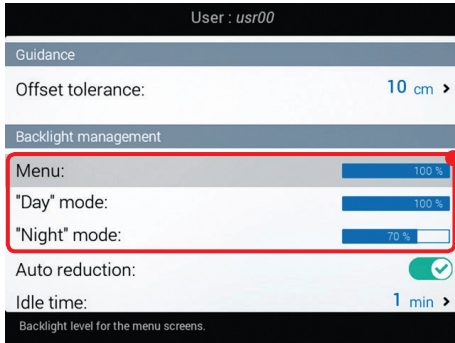 User : usr00
Guidance
Offset tolerance: 10 cm >
Backlight management
Menu: 100 %
"Day" mode: 100 %
"Night" mode: 70 %
Auto reduction:
Idle time: 1 min >
Backlight level for the menu screens.